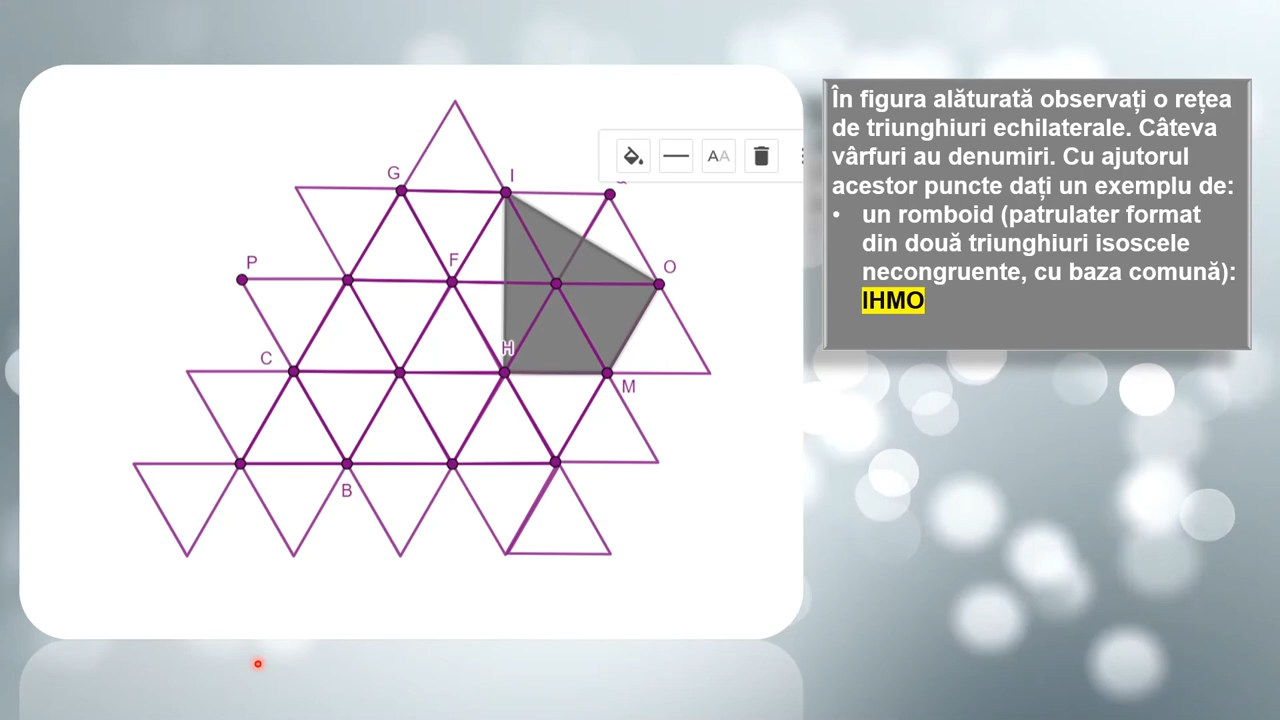 În figura alăturată observați o rețea
de triunghiuri echilaterale. Câteva
vârfuri au denumiri. Cu ajutorul
acestor puncte dați un exemplu de:
• un romboid (patrulater format
din două triunghiuri isoscele
necongruente, cu baza comună):
IHMO
AA
G
I
P
F
O
H
C
M
B